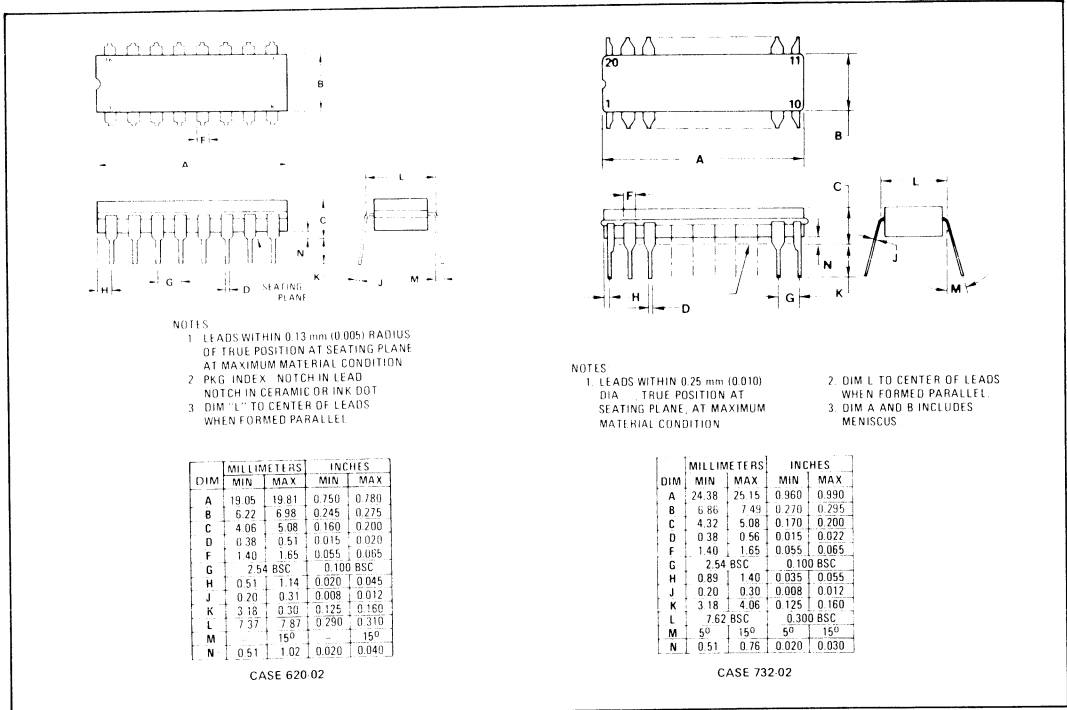 B
F
A
L
C
N
K
H
G
D
SEATING
PLANE
J
M
NOTES
1 LEADS WITHIN 0.13 mm (0.005) RADIUS
OF TRUE POSITION AT SEATING PLANE
AT MAXIMUM MATERIAL CONDITION
2 PKG INDEX NOTCH IN LEAD
NOTCH IN CERAMIC OR INK DOT
3 DIM "L" TO CENTER OF LEADS
WHEN FORMED PARALLEL
MILLIMETERS INCHES
DIM MIN MAX MIN MAX
A 19.05 19.81 0.750 0.780
B 6.22 6.98 0.245 0.275
C 4.06 5.08 0.160 0.200
D 0.38 0.51 0.015 0.020
F 1.40 1.65 0.055 0.065
G 2.54 BSC 0.100 BSC
H 0.51 1.14 0.020 0.045
J 0.20 0.31 0.008 0.012
K 3.18 0.30 0.125 0.160
L 7.37 7.87 0.290 0.310
M – 15º – 15º
N 0.51 1.02 0.020 0.040
CASE 620-02
20 11
1 10
B
A
C
L
F
N
J
K
H
D
G
M
NOTES
1. LEADS WITHIN 0.25 mm (0.010)
DIA , TRUE POSITION AT
SEATING PLANE, AT MAXIMUM
MATERIAL CONDITION
2. DIM L TO CENTER OF LEADS
WHEN FORMED PARALLEL.
3. DIM A AND B INCLUDES
MENISCUS
MILLIMETERS INCHES
DIM MIN MAX MIN MAX
A 24.38 25.15 0.960 0.990
B 6.86 7.49 0.270 0.295
C 4.32 5.08 0.170 0.200
D 0.38 0.56 0.015 0.022
F 1.40 1.65 0.055 0.065
G 2.54 BSC 0.100 BSC
H 0.89 1.40 0.035 0.055
J 0.20 0.30 0.008 0.012
K 3.18 4.06 0.125 0.160
L 7.62 BSC 0.300 BSC
M 5º 15º 5º 15º
N 0.51 0.76 0.020 0.030
CASE 732-02